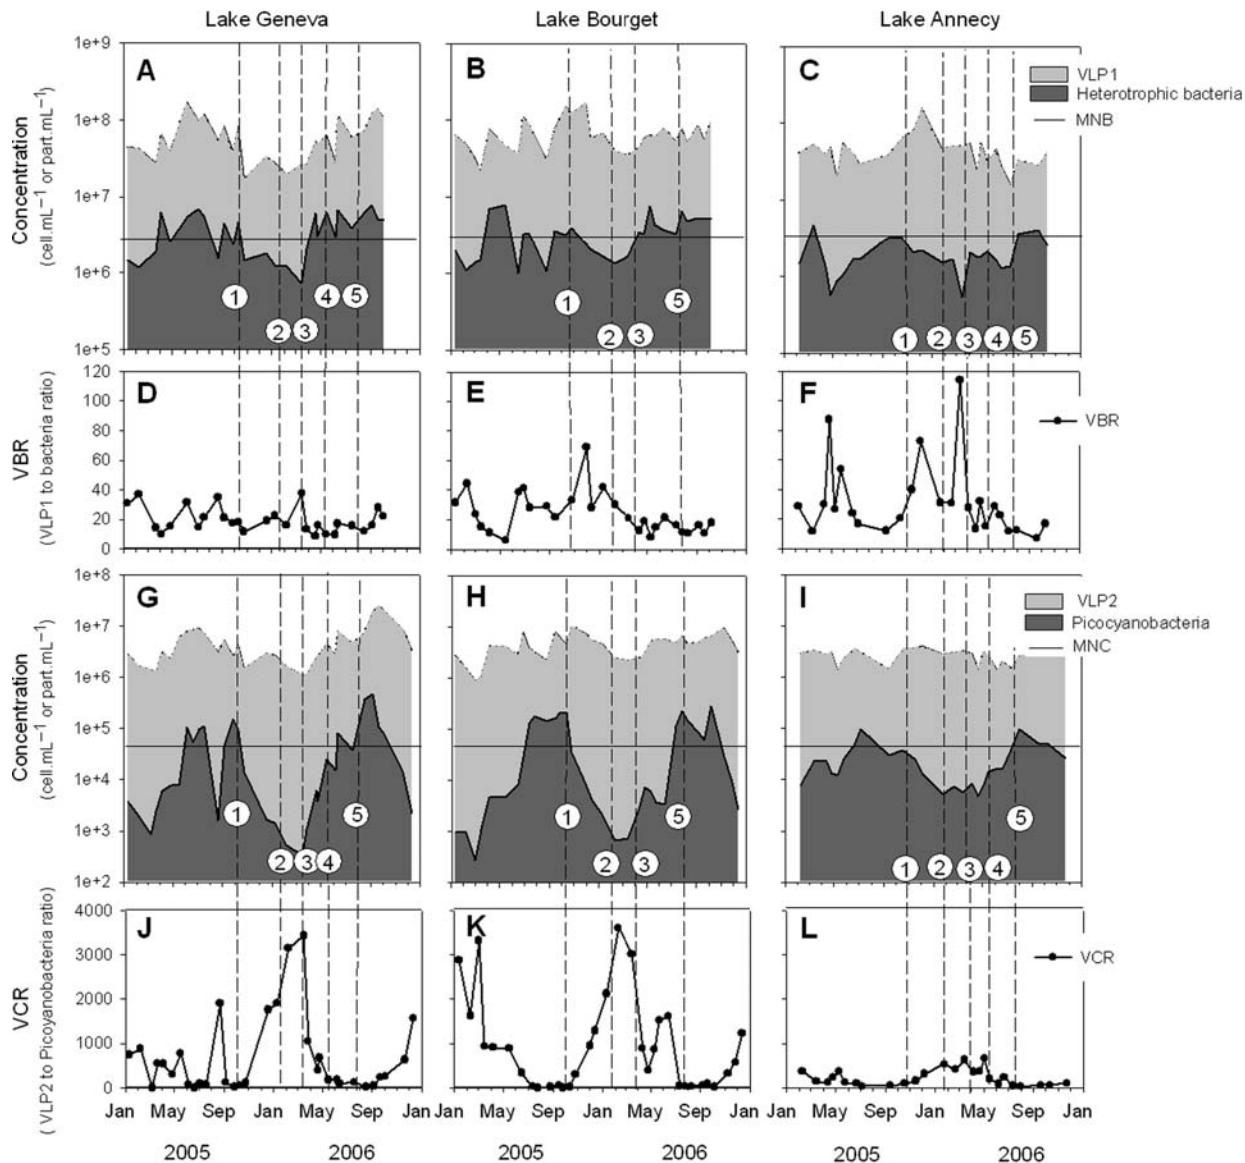 Lake Geneva
Lake Bourget
Lake Annecy
Concentration
(cell.mL⁻¹ or part.mL⁻¹)
1e+9
1e+8
1e+7
1e+6
1e+5
A
1
2
3
4
5
B
1
2
3
5
C
1
2
3
4
5
VLP1
Heterotrophic bacteria
MNB
VBR
(VLP1 to bacteria ratio)
120
100
80
60
40
20
0
D
E
F
VBR
Concentration
(cell.mL⁻¹ or part.mL⁻¹)
1e+8
1e+7
1e+6
1e+5
1e+4
1e+3
1e+2
G
1
2
3
4
5
H
1
2
3
5
I
1
2
3
4
5
VLP2
Picocyanobacteria
MNC
VCR
( VLP2 to Picoyanobacteria ratio)
4000
3000
2000
1000
0
J
K
L
VCR
Jan May Sep Jan May Sep Jan
Jan May Sep Jan May Sep Jan
Jan May Sep Jan May Sep Jan
2005 2006
2005 2006
2005 2006